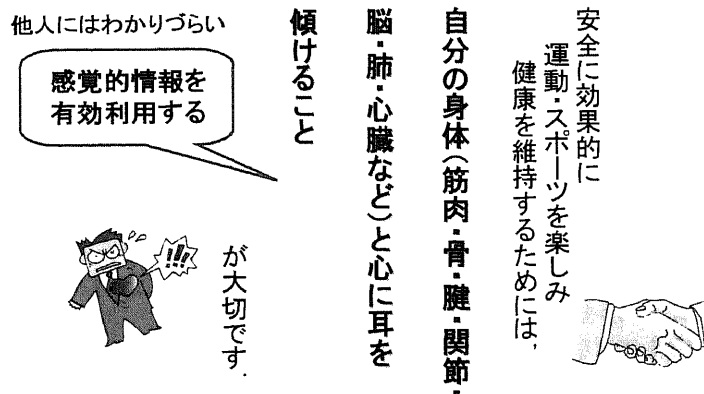 安全に効果的に
運動・スポーツを楽しみ
健康を維持するためには,
自分の身体(筋肉・骨・腱・関節・
脳・肺・心臓など)と心に耳を
傾けること
が大切です.
他人にはわかりづらい
感覚的情報を
有効利用する
!!!